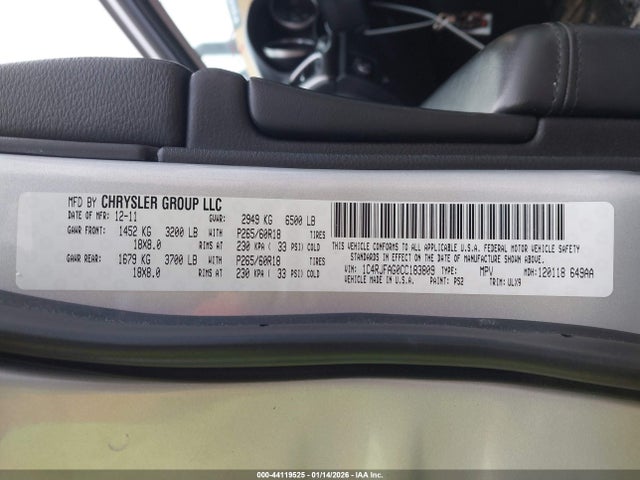 MFD BY CHRYSLER GROUP LLC
DATE OF MFR: 12-11 GVWR: 2949 KG 6500 LB
GAWR FRONT: 1452 KG 3200 LB WITH P265/60R18 TIRES
18X8.0 RIMS AT 230 KPA ( 33 PSI) COLD
GAWR REAR: 1679 KG 3700 LB WITH P265/60R18 TIRES
18X8.0 RIMS AT 230 KPA ( 33 PSI) COLD
THIS VEHICLE CONFORMS TO ALL APPLICABLE U.S.A. FEDERAL MOTOR VEHICLE SAFETY
STANDARDS IN EFFECT ON THE DATE OF MANUFACTURE SHOWN ABOVE.
VIN: 1C4RJFAG0CC183809 TYPE: MPV MDH: 120118 649AA
VEHICLE MADE IN U.S.A. PAINT: PS2 TRIM: ULX9
000-44119525 - 01/14/2026 - IAA Inc.